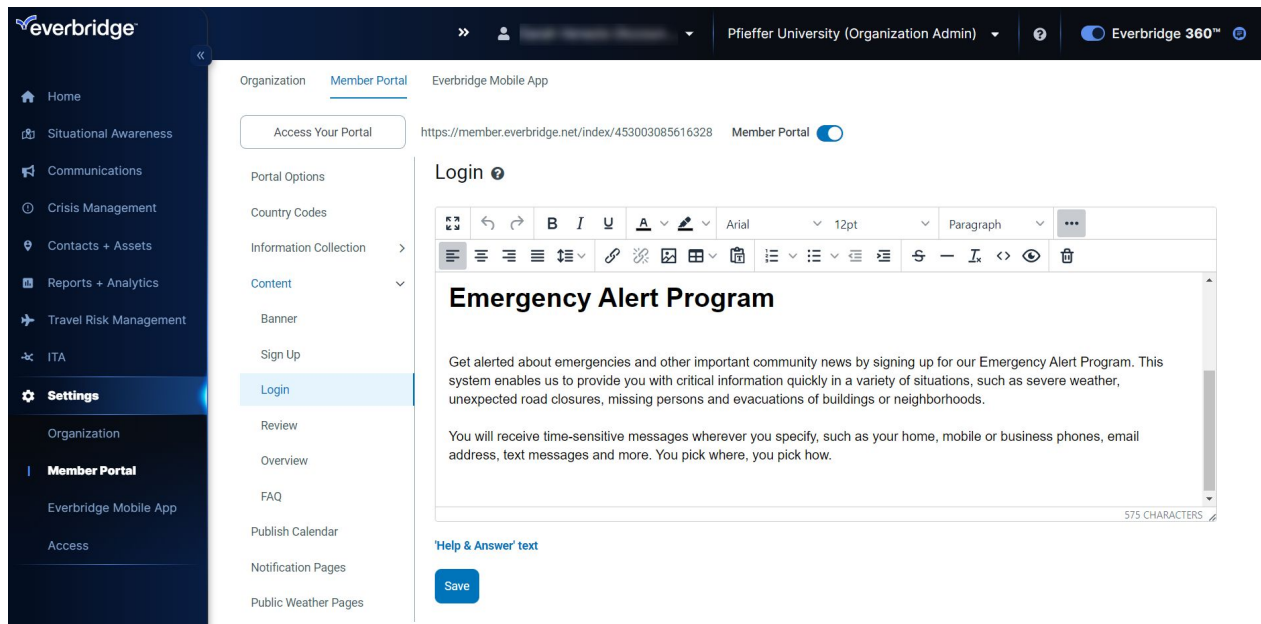 everbridge™
»
Pfieffer University (Organization Admin)
Everbridge 360™
«
Home
Situational Awareness
Communications
Crisis Management
Contacts + Assets
Reports + Analytics
Travel Risk Management
ITA
Settings
Organization
Member Portal
Everbridge Mobile App
Access
Organization
Member Portal
Everbridge Mobile App
Access Your Portal
https://member.everbridge.net/index/453003085616328
Member Portal
Portal Options
Country Codes
Information Collection
Content
Banner
Sign Up
Login
Review
Overview
FAQ
Publish Calendar
Notification Pages
Public Weather Pages
Login
B I U A Arial 12pt Paragraph
Emergency Alert Program
Get alerted about emergencies and other important community news by signing up for our Emergency Alert Program. This
system enables us to provide you with critical information quickly in a variety of situations, such as severe weather,
unexpected road closures, missing persons and evacuations of buildings or neighborhoods.
You will receive time-sensitive messages wherever you specify, such as your home, mobile or business phones, email
address, text messages and more. You pick where, you pick how.
575 CHARACTERS
'Help & Answer' text
Save